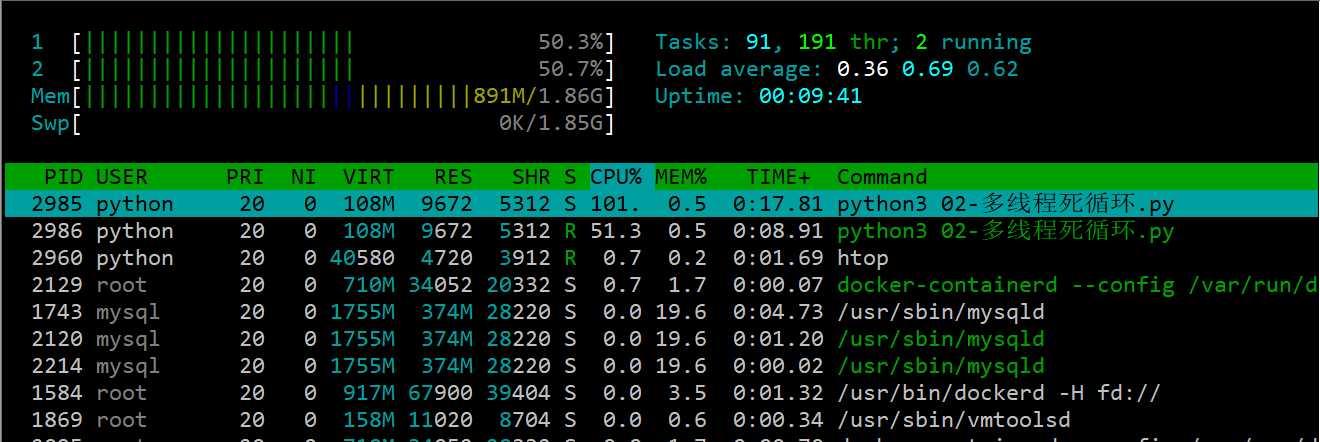 1 [||||||||||||||||||||| 50.3%] Tasks: 91, 191 thr; 2 running
2 [||||||||||||||||||||| 50.7%] Load average: 0.36 0.69 0.62
Mem[||||||||||||||||||||||||||||||891M/1.86G] Uptime: 00:09:41
Swp[ 0K/1.85G]
PID USER PRI NI VIRT RES SHR S CPU% MEM% TIME+ Command
2985 python 20 0 108M 9672 5312 S 101. 0.5 0:17.81 python3 02-多线程死循环.py
2986 python 20 0 108M 9672 5312 R 51.3 0.5 0:08.91 python3 02-多线程死循环.py
2960 python 20 0 40580 4720 3912 R 0.7 0.2 0:01.69 htop
2129 root 20 0 710M 34052 20332 S 0.7 1.7 0:00.07 docker-containerd --config /var/run/d
1743 mysql 20 0 1755M 374M 28220 S 0.0 19.6 0:04.73 /usr/sbin/mysqld
2120 mysql 20 0 1755M 374M 28220 S 0.0 19.6 0:01.20 /usr/sbin/mysqld
2214 mysql 20 0 1755M 374M 28220 S 0.0 19.6 0:00.02 /usr/sbin/mysqld
1584 root 20 0 917M 67900 39404 S 0.0 3.5 0:01.32 /usr/bin/dockerd -H fd://
1869 root 20 0 158M 11020 8704 S 0.0 0.6 0:00.34 /usr/sbin/vmtoolsd